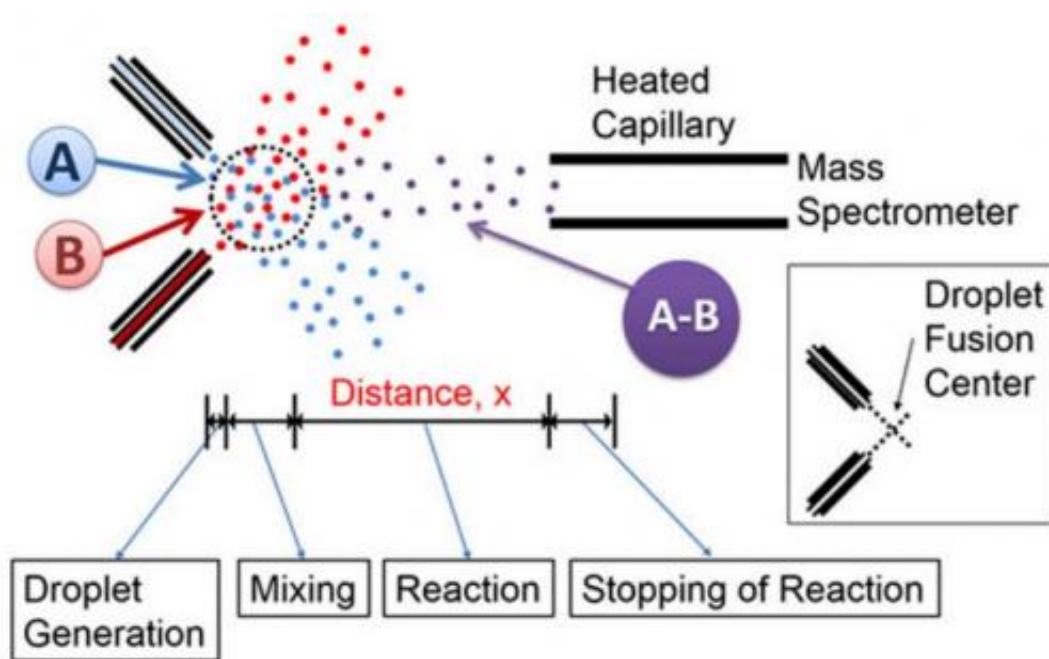 Heated
Capillary
A
Mass
Spectrometer
B
A-B
Droplet
Fusion
Center
Distance, x
Droplet
Generation
Mixing
Reaction
Stopping of Reaction